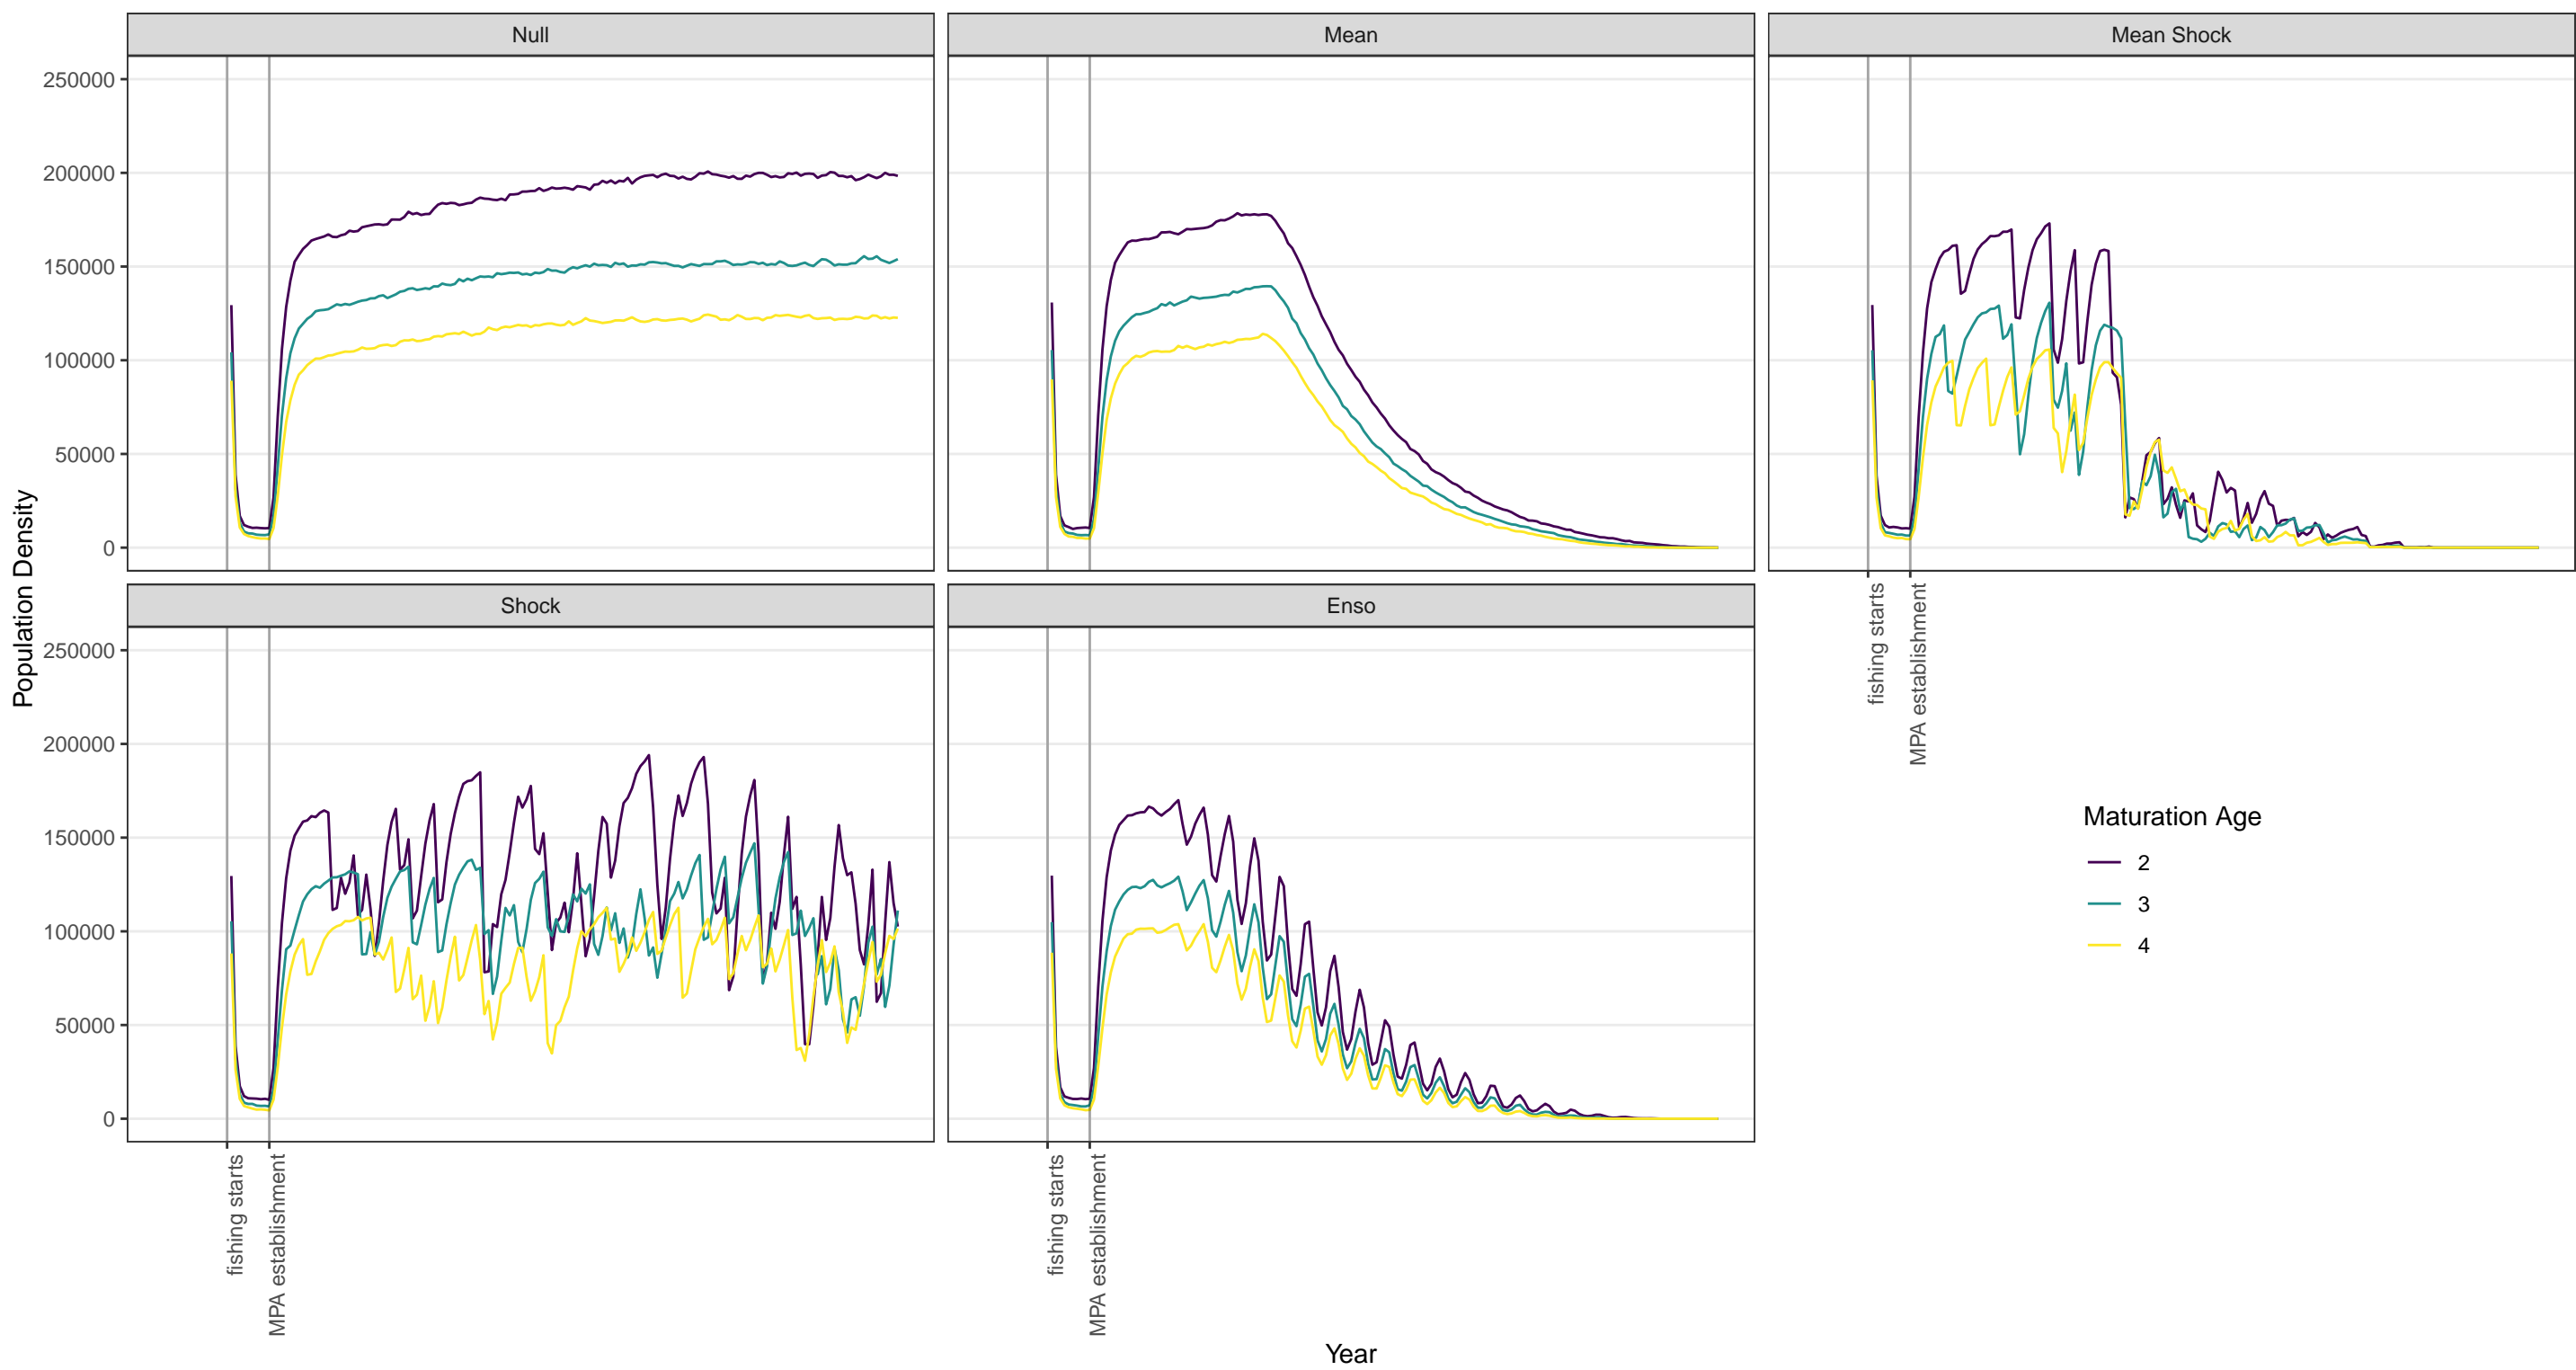 Null
Mean
Mean Shock
250000
200000
150000
100000
50000
0
Population Density
fishing starts
MPA establishment
Shock
Enso
250000
200000
150000
100000
50000
0
Maturation Age
2
3
4
fishing starts
MPA establishment
fishing starts
MPA establishment
Year